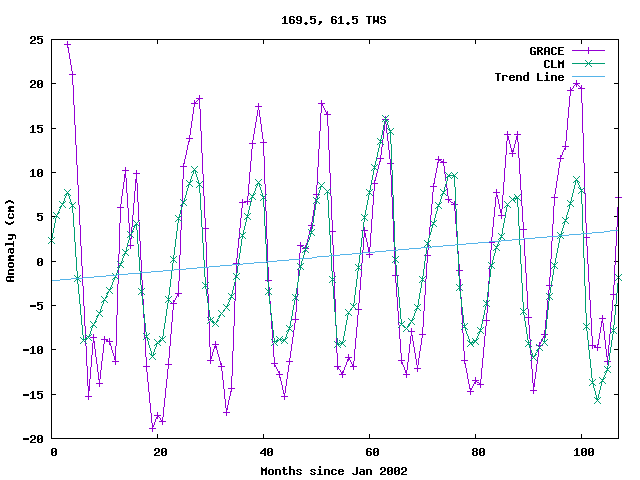 169.5, 61.5 TWS
GRACE
CLM
Trend Line
Anomaly (cm)
25
20
15
10
5
0
-5
-10
-15
-20
0 20 40 60 80 100
Months since Jan 2002